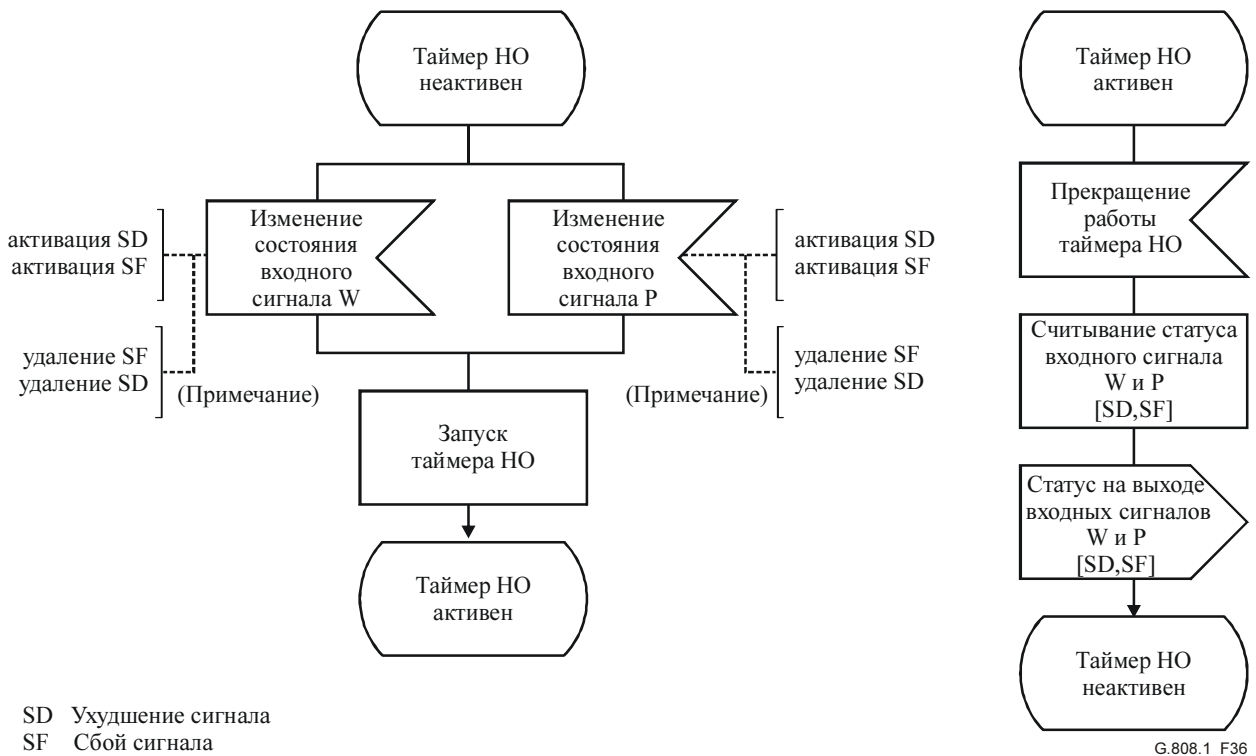 Таймер НО
неактивен
Изменение
состояния
входного
сигнала W
Изменение
состояния
входного
сигнала P
активация SD
активация SF
удаление SF
удаление SD
(Примечание)
активация SD
активация SF
удаление SF
удаление SD
(Примечание)
Запуск
таймера НО
Таймер НО
активен
Таймер НО
активен
Прекращение
работы
таймера НО
Считывание статуса
входного сигнала
W и P
[SD,SF]
Статус на выходе
входных сигналов
W и P
[SD,SF]
Таймер НО
неактивен
SD Ухудшение сигнала
SF Сбой сигнала
G.808.1_F36